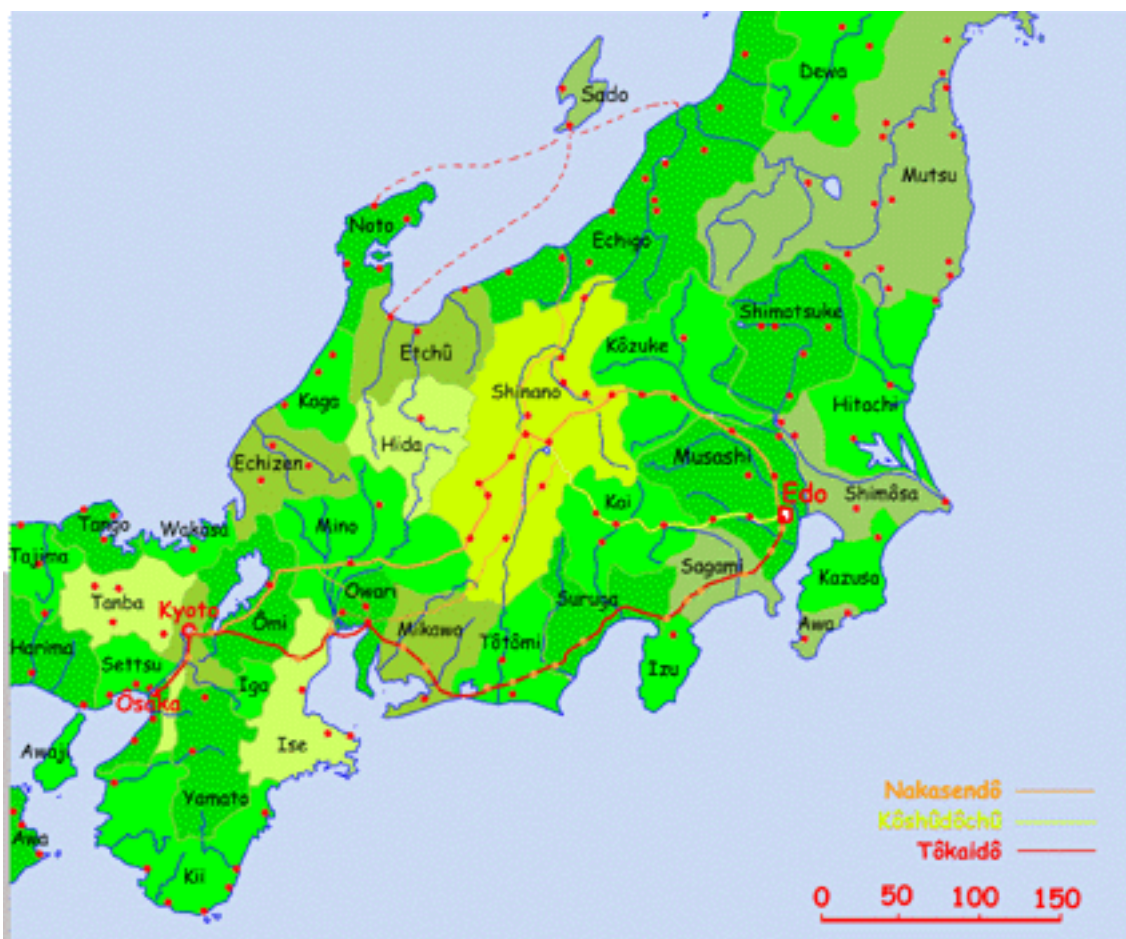 Dewa
Sado
Mutsu
Noto
Echigo
Shimotsuke
Etchû
Kôzuke
Shinano
Kaga
Hitachi
Hida
Echizen
Musashi
Edo
Shimôsa
Kai
Mino
Tango
Wakasa
Tajima
Sagami
Kazusa
Owari
Suruga
Tanba
Kyoto
Ômi
Mikawa
Awa
Tôtômi
Harima
Settsu
Izu
Iga
Ôsaka
Ise
Awaji
Yamato
Awa
Kii
Nakasendô
Kôshûdôchû
Tôkaidô
0 50 100 150